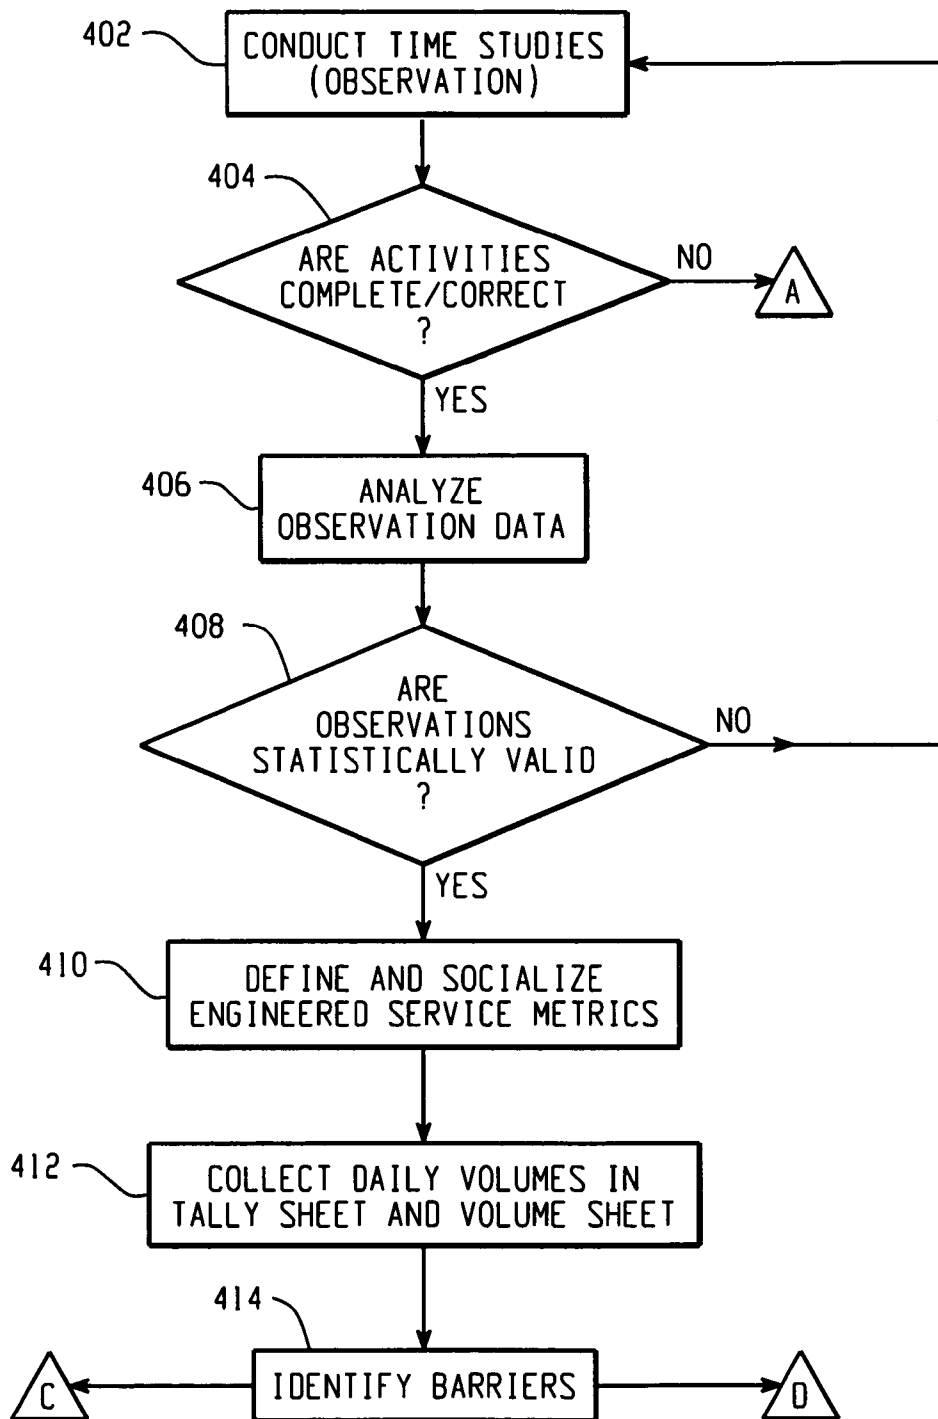 402
CONDUCT TIME STUDIES
(OBSERVATION)
404
ARE ACTIVITIES
COMPLETE/CORRECT
?
NO
A
YES
406
ANALYZE
OBSERVATION DATA
408
ARE
OBSERVATIONS
STATISTICALLY VALID
?
NO
YES
410
DEFINE AND SOCIALIZE
ENGINEERED SERVICE METRICS
412
COLLECT DAILY VOLUMES IN
TALLY SHEET AND VOLUME SHEET
414
C
IDENTIFY BARRIERS
D